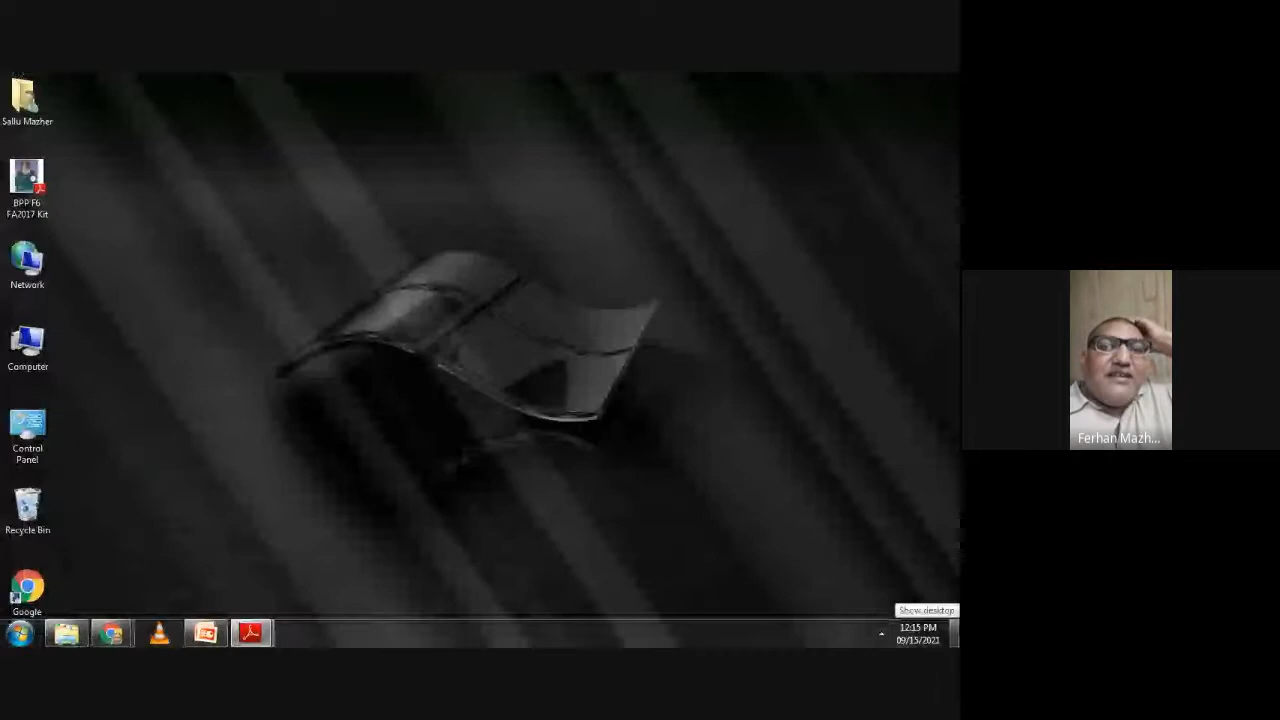 Sallu Mazher
BPP F6
FA2017 Kit
Network
Computer
Control
Panel
Recycle Bin
Google
Show desktop
12:15 PM
09/15/2021
Ferhan Mazh...